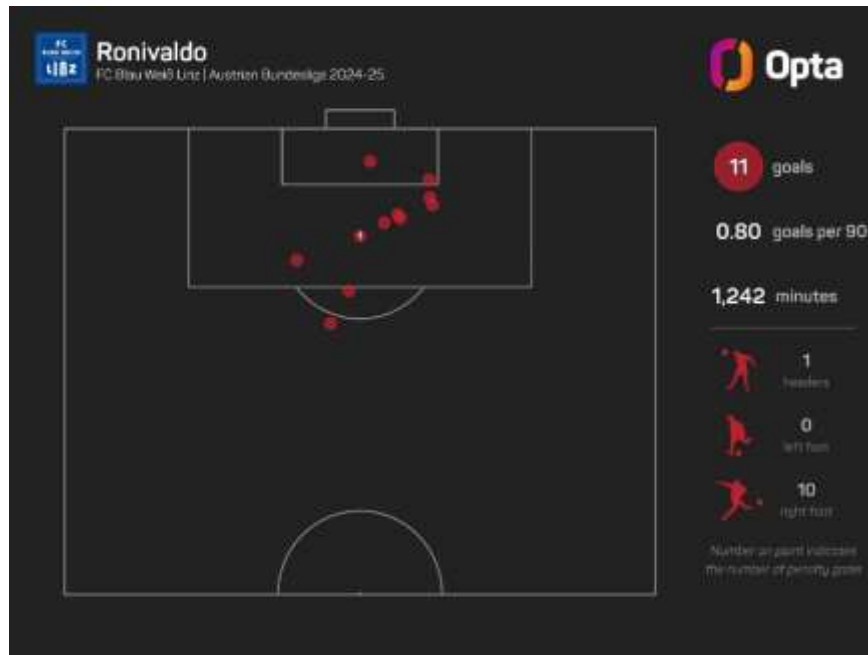 Ronivaldo
FC Blau Weiß Linz | Austrian Bundesliga 2024-25
Opta
11 goals
0.80 goals per 90
1,242 minutes
1
1
headers
0
left foot
10
right foot
Number on point indicates
the number of penalty goals